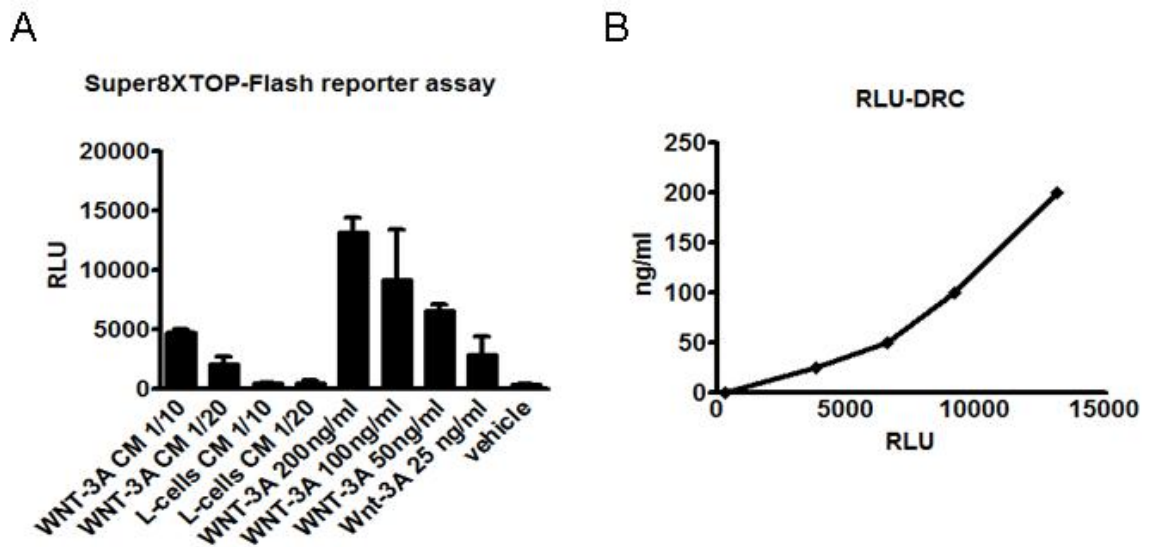 A
Super8XTOP-Flash reporter assay
20000
15000
10000
5000
0
RLU
WNT-3A CM 1/10
WNT-3A CM 1/20
L-cells CM 1/10
L-cells CM 1/20
WNT-3A 200ng/ml
WNT-3A 100ng/ml
WNT-3A 50ng/ml
Wnt-3A 25 ng/ml
vehicle
B
RLU-DRC
250
200
150
100
50
0
ng/ml
0 5000 10000 15000
RLU